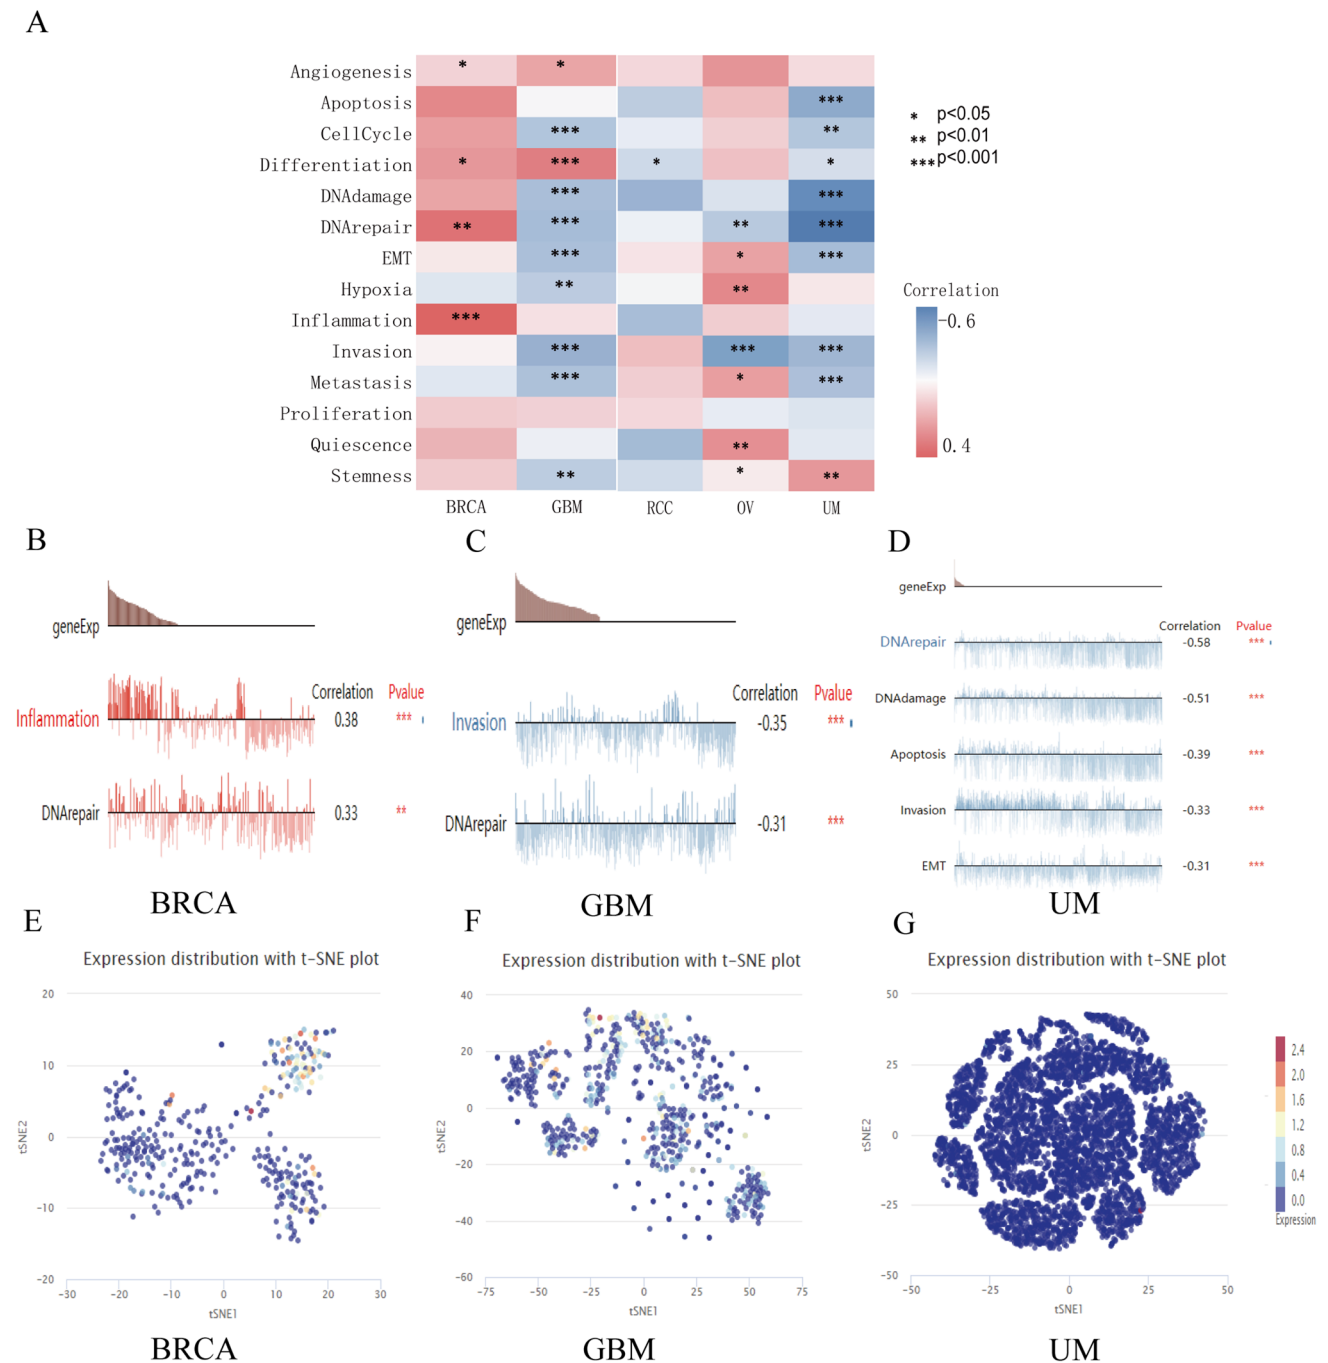 A
Angiogenesis * *
Apoptosis ***
CellCycle *** **
Differentiation * *** * *
DNAdamage *** ***
DNArepair ** *** ** ***
EMT *** * ***
Hypoxia ** **
Inflammation ***
Invasion *** *** ***
Metastasis *** * ***
Proliferation
Quiescence **
Stemness ** * **
BRCA GBM RCC OV UM
* p<0.05
** p<0.01
***p<0.001
Correlation
-0.6
0.4
B
geneExp
Correlation Pvalue
Inflammation 0.38 ***
DNArepair 0.33 **
BRCA
C
geneExp
Correlation Pvalue
Invasion -0.35 ***
DNArepair -0.31 ***
GBM
D
geneExp
Correlation Pvalue
DNArepair -0.58 ***
DNAdamage -0.51 ***
Apoptosis -0.39 ***
Invasion -0.33 ***
EMT -0.31 ***
UM
E
Expression distribution with t-SNE plot
20
10
0
-10
-20
tSNE2
-30 -20 -10 0 10 20 30
tSNE1
BRCA
F
Expression distribution with t-SNE plot
40
20
0
-20
-40
-60
tSNE2
-75 -50 -25 0 25 50 75
tSNE1
GBM
G
Expression distribution with t-SNE plot
50
25
0
-25
-50
tSNE2
-50 -25 0 25 50
tSNE1
UM
2.4
2.0
1.6
1.2
0.8
0.4
0.0
Expression